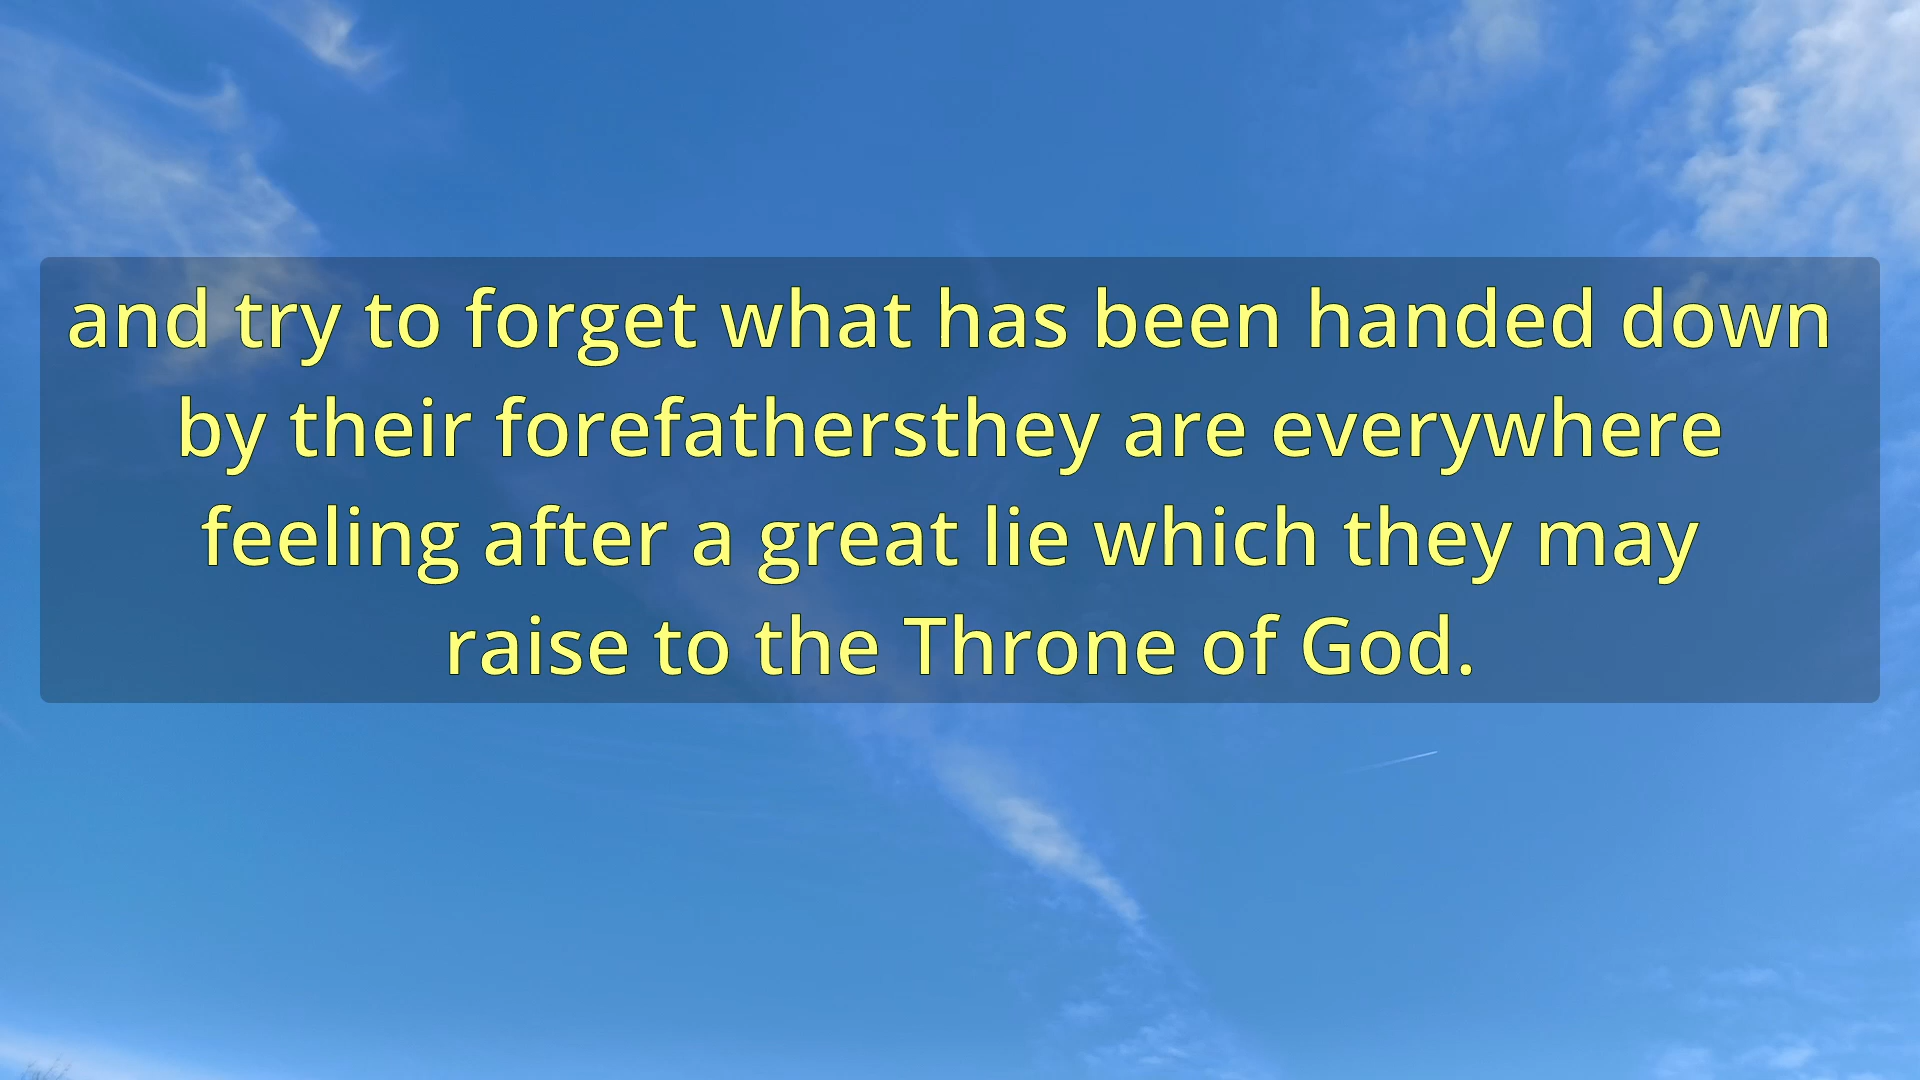 and try to forget what has been handed down
by their forefathersthey are everywhere
feeling after a great lie which they may
raise to the Throne of God.